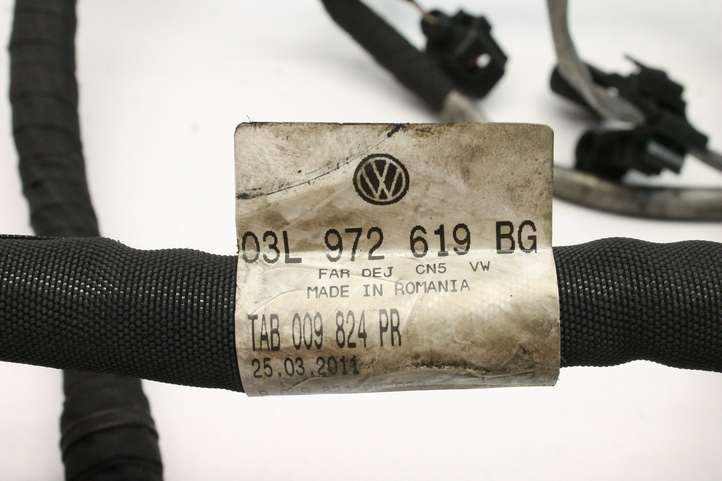 03L 972 619 BG
FAR DEJ CN5 VW
MADE IN ROMANIA
TAB 009 824 PR
25.03.2011